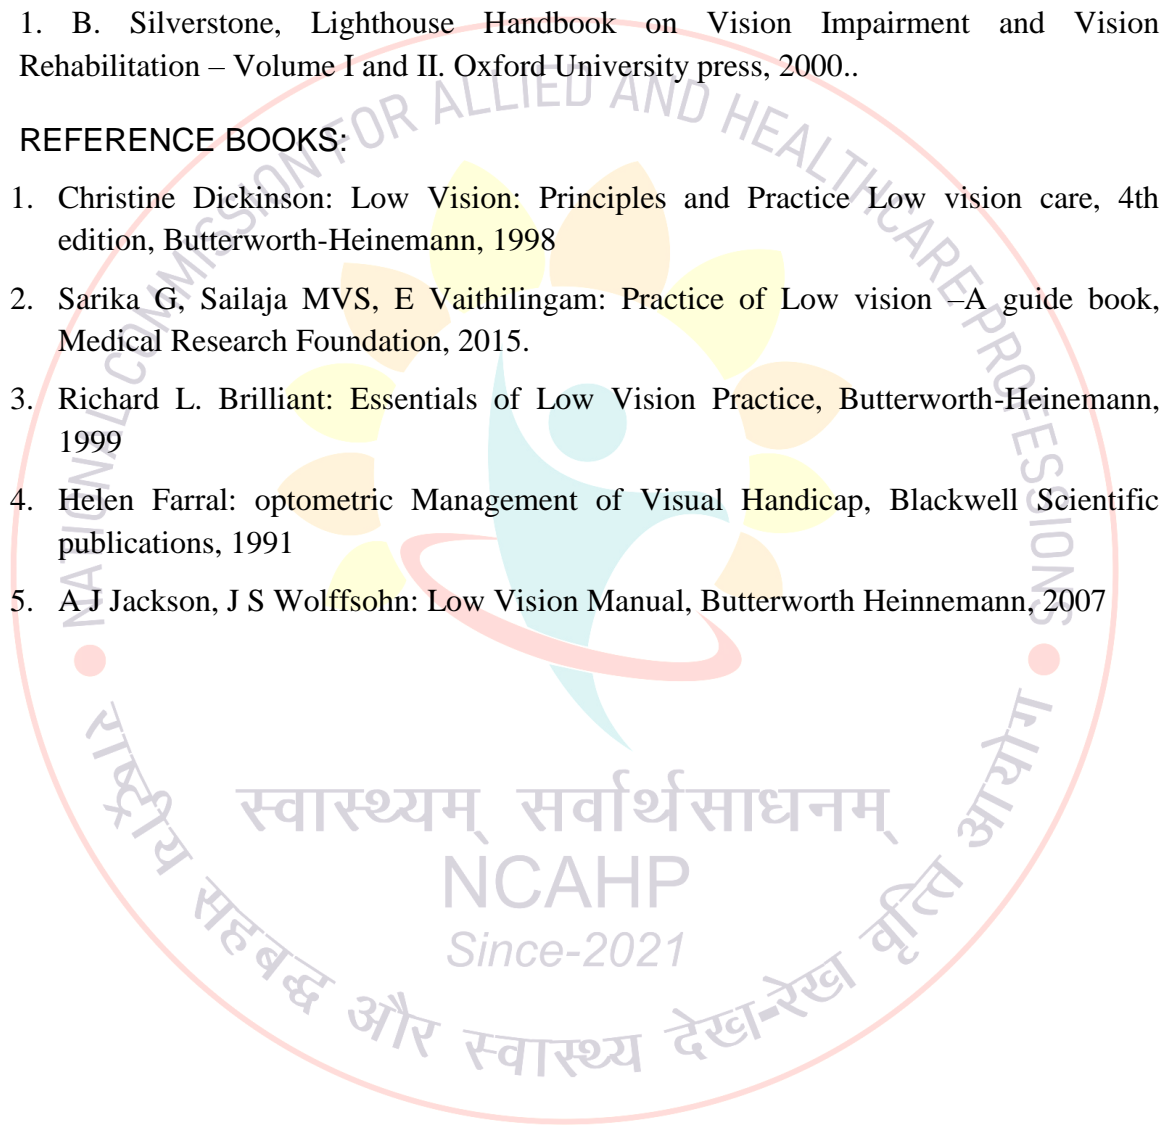 1. B. Silverstone, Lighthouse Handbook on Vision Impairment and Vision
Rehabilitation – Volume I and II. Oxford University press, 2000..
REFERENCE BOOKS:
1. Christine Dickinson: Low Vision: Principles and Practice Low vision care, 4th
edition, Butterworth-Heinemann, 1998
2. Sarika G, Sailaja MVS, E Vaithilingam: Practice of Low vision –A guide book,
Medical Research Foundation, 2015.
3. Richard L. Brilliant: Essentials of Low Vision Practice, Butterworth-Heinemann,
1999
4. Helen Farral: optometric Management of Visual Handicap, Blackwell Scientific
publications, 1991
5. A J Jackson, J S Wolffsohn: Low Vision Manual, Butterworth Heinnemann, 2007
NATIONAL COMMISSION FOR ALLIED AND HEALTHCARE PROFESSIONS
स्वास्थ्यम् सर्वार्थसाधनम्
NCAHP
Since-2021
राष्ट्रीय सहबद्ध और स्वास्थ्य देख-रेख वृत्ति आयोग